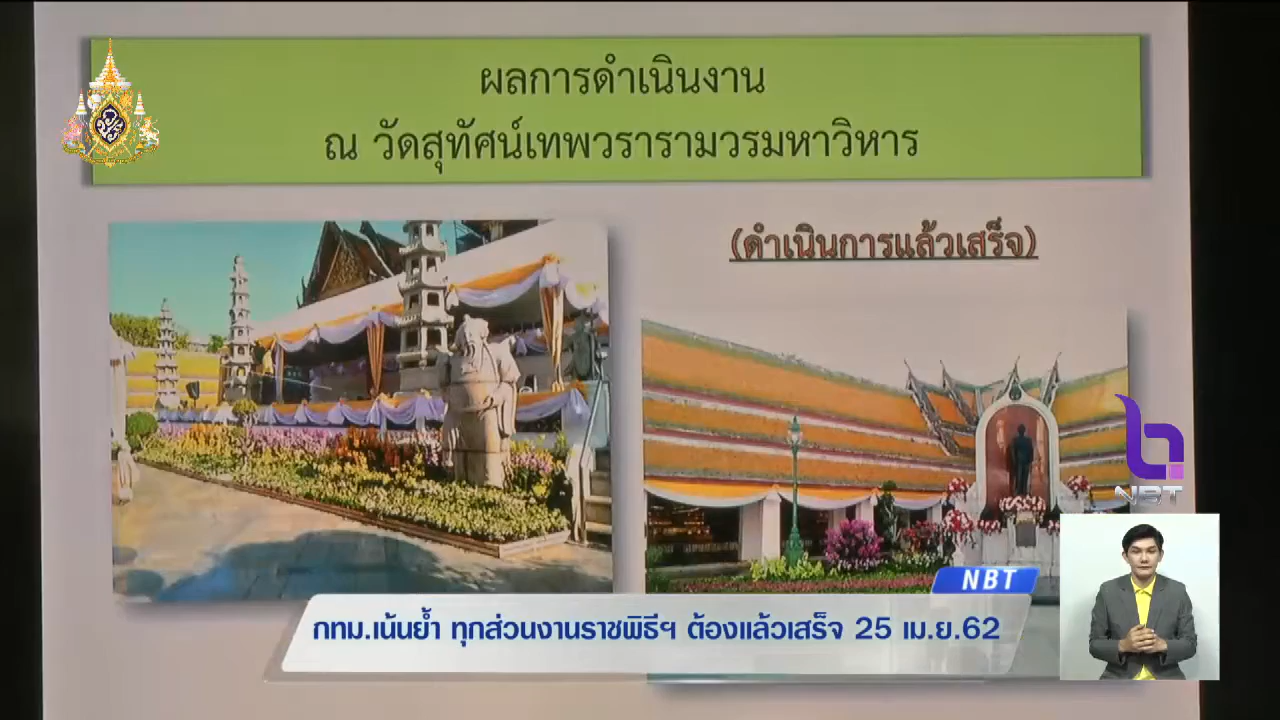 ผลการดำเนินงาน
ณ วัดสุทัศน์เทพวรารามวรมหาวิหาร
(ดำเนินการแล้วเสร็จ)
NBT
NBT
กทม.เน้นย้ำ ทุกส่วนงานราชพิธีฯ ต้องแล้วเสร็จ 25 เม.ย.62